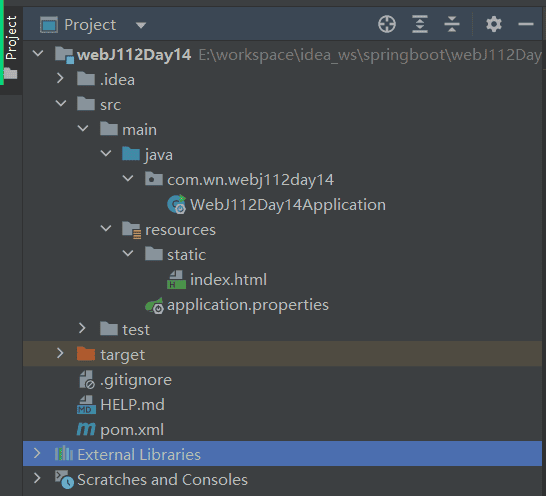 Project
Project
webJ112Day14 E:\workspace\idea_ws\springboot\webJ112Day
.idea
src
main
java
com.wn.webj112day14
WebJ112Day14Application
resources
static
index.html
application.properties
test
target
.gitignore
HELP.md
pom.xml
External Libraries
Scratches and Consoles